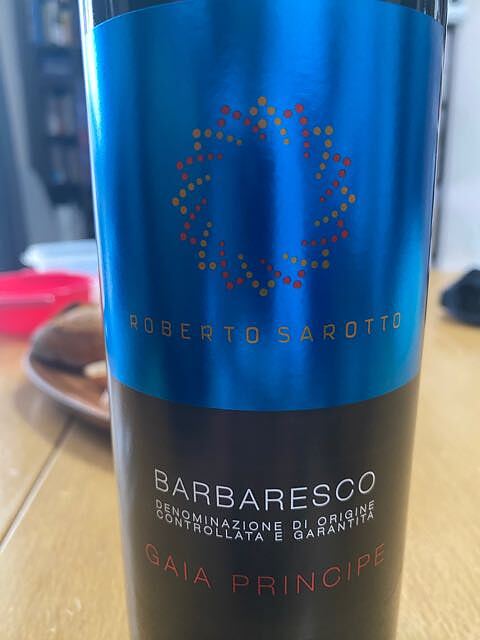 ROBERTO SAROTTO
BARBARESCO
DENOMINAZIONE DI ORIGINE
CONTROLLATA E GARANTITA
GAIA PRINCIPE